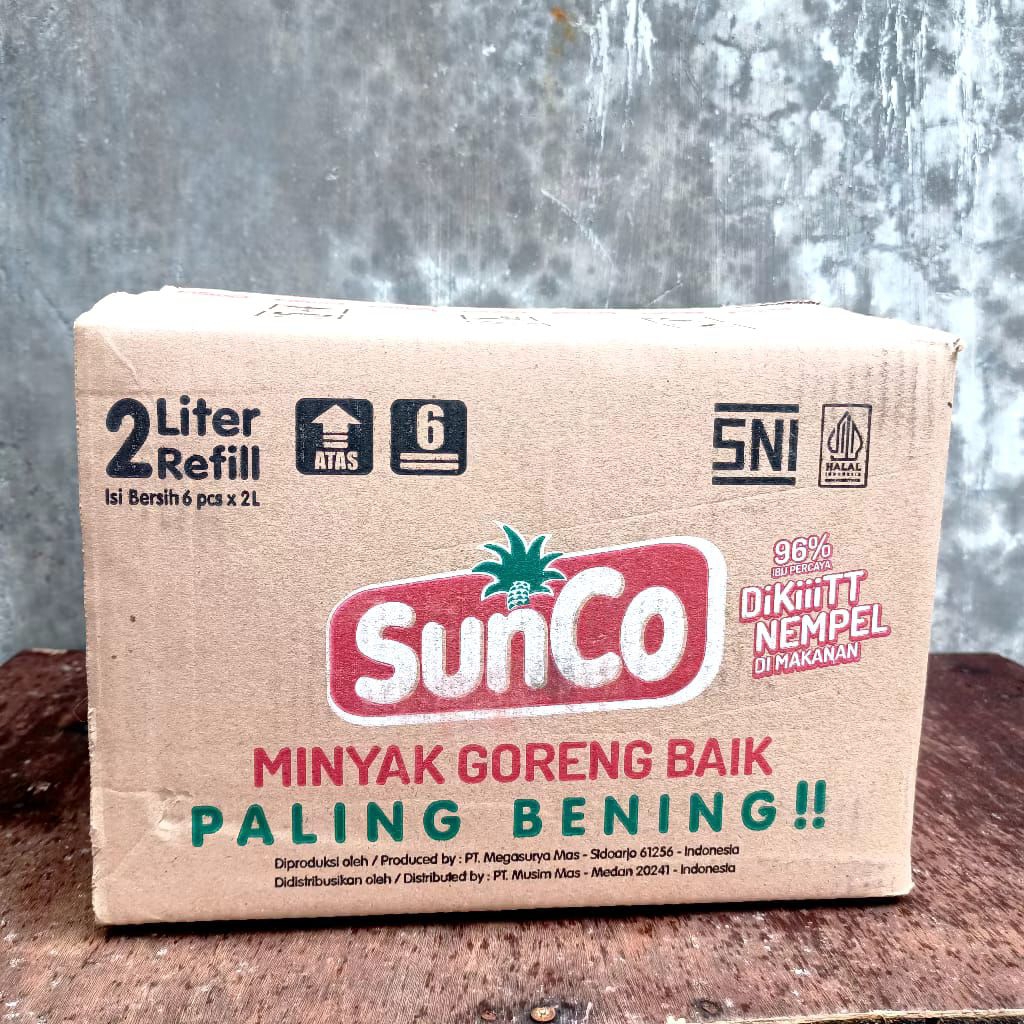 2 Liter
Refill
Isi Bersih 6 pcs x 2L
ATAS
6
SNI
HALAL
INDONESIA
96%
IBU PERCAYA
DiKiiiTT
NEMPEL
DI MAKANAN
SunCo
MINYAK GORENG BAIK
PALING BENING!!
Diproduksi oleh / Produced by : PT. Megasurya Mas - Sidoarjo 61256 - Indonesia
Didistribusikan oleh / Distributed by : PT. Musim Mas - Medan 20241 - Indonesia